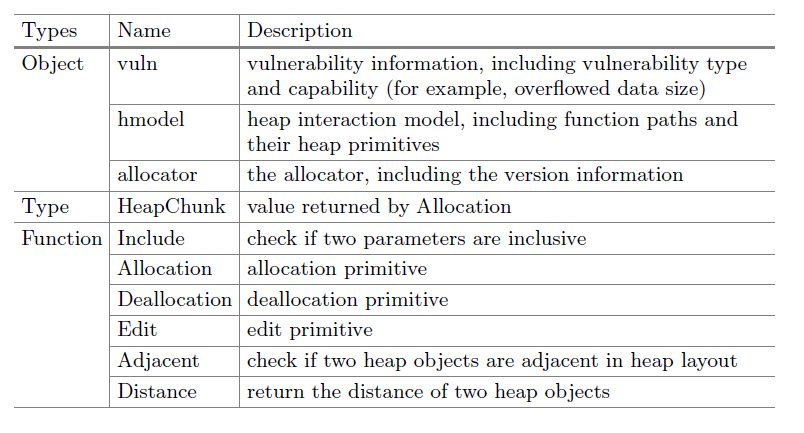 Types Name Description
Object vuln vulnerability information, including vulnerability type
and capability (for example, overflowed data size)
hmodel heap interaction model, including function paths and
their heap primitives
allocator the allocator, including the version information
Type HeapChunk value returned by Allocation
Function Include check if two parameters are inclusive
Allocation allocation primitive
Deallocation deallocation primitive
Edit edit primitive
Adjacent check if two heap objects are adjacent in heap layout
Distance return the distance of two heap objects